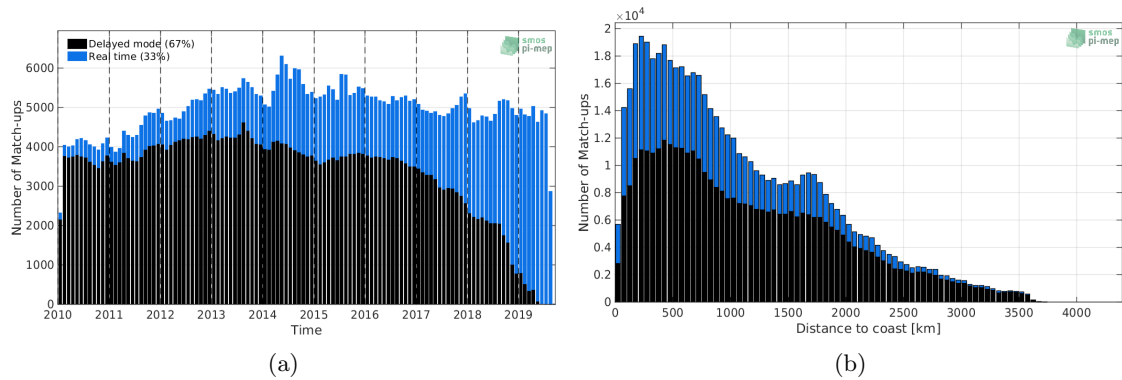 Delayed mode (67%)
Real time (33%)
smos
pi-mep
Number of Match-ups
6000
5000
4000
3000
2000
1000
0
2010 2011 2012 2013 2014 2015 2016 2017 2018 2019
Time
(a)
×10⁴
smos
pi-mep
Number of Match-ups
2
1.8
1.6
1.4
1.2
1
0.8
0.6
0.4
0.2
0
0 500 1000 1500 2000 2500 3000 3500 4000
Distance to coast [km]
(b)